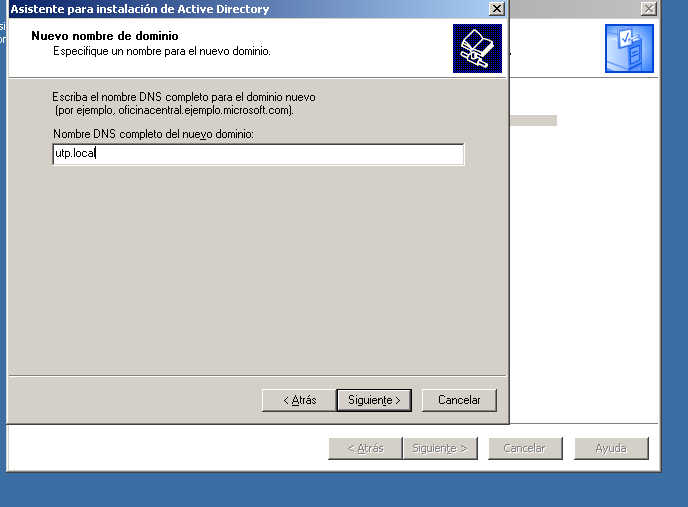 Asistente para instalación de Active Directory
Nuevo nombre de dominio
Especifique un nombre para el nuevo dominio.
Escriba el nombre DNS completo para el dominio nuevo
(por ejemplo, oficinacentral.ejemplo.microsoft.com).
Nombre DNS completo del nuevo dominio:
utp.local
< Atrás
Siguiente >
Cancelar
< Atrás
Siguiente >
Cancelar
Ayuda